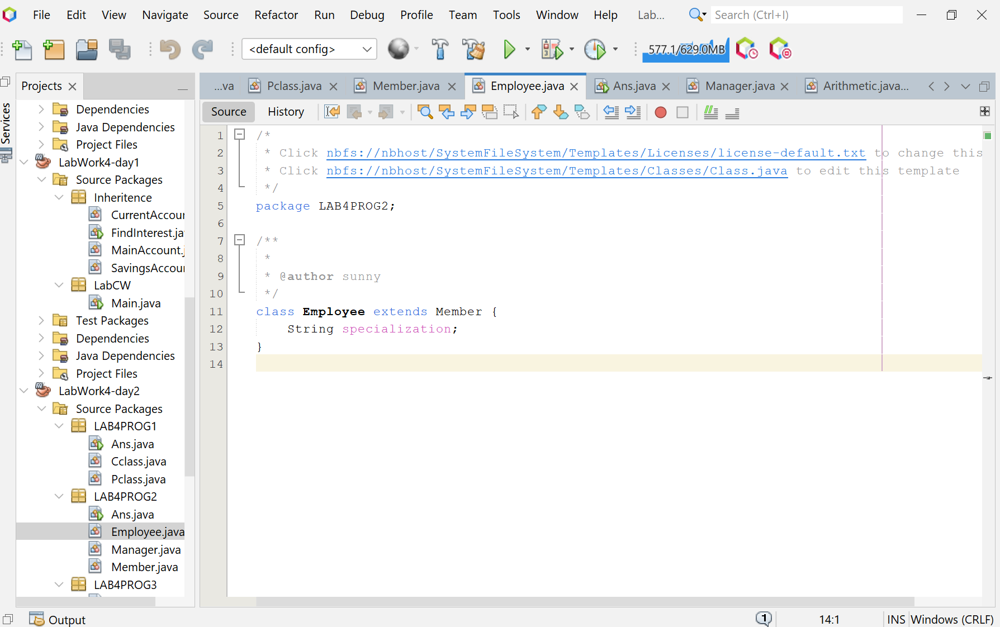 File Edit View Navigate Source Refactor Run Debug Profile Team Tools Window Help Lab... Search (Ctrl+I)
<default config> 577.1/629.0MB
Services
Projects
Dependencies
Java Dependencies
Project Files
LabWork4-day1
Source Packages
Inheritence
CurrentAccour
FindInterest.ja
MainAccount.j
SavingsAccour
LabCW
Main.java
Test Packages
Dependencies
Java Dependencies
Project Files
LabWork4-day2
Source Packages
LAB4PROG1
Ans.java
Cclass.java
Pclass.java
LAB4PROG2
Ans.java
Employee.java
Manager.java
Member.java
LAB4PROG3
...va Pclass.java Member.java Employee.java Ans.java Manager.java Arithmetic.java...
Source History
1 /*
2 * Click nbfs://nbhost/SystemFileSystem/Templates/Licenses/license-default.txt to change this
3 * Click nbfs://nbhost/SystemFileSystem/Templates/Classes/Class.java to edit this template
4 */
5 package LAB4PROG2;
6
7 /**
8 *
9 * @author sunny
10 */
11 class Employee extends Member {
12 String specialization;
13 }
14
Output 1 14:1 INS Windows (CRLF)